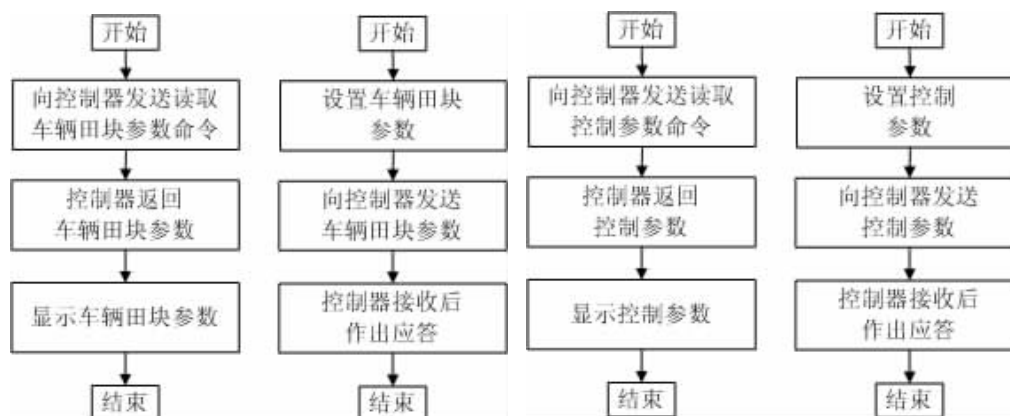 开始
向控制器发送读取
车辆田块参数命令
控制器返回
车辆田块参数
显示车辆田块参数
结束
开始
设置车辆田块
参数
向控制器发送
车辆田块参数
控制器接收后
作出应答
结束
开始
向控制器发送读取
控制参数命令
控制器返回
控制参数
显示控制参数
结束
开始
设置控制
参数
向控制器发送
控制参数
控制器接收后
作出应答
结束